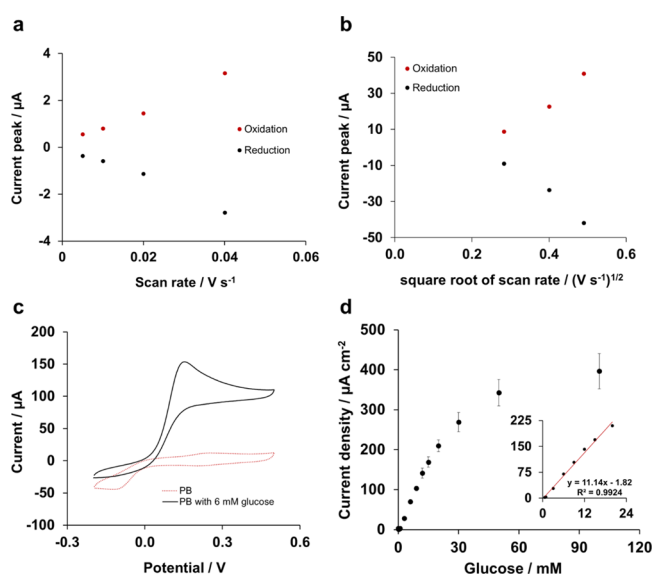 a
Current peak / µA
4
2
0
-2
-4
0
0.02
0.04
0.06
Oxidation
Reduction
Scan rate / V s⁻¹
b
Current peak / µA
50
30
10
-10
-30
-50
0.0
0.2
0.4
0.6
Oxidation
Reduction
square root of scan rate / (V s⁻¹)¹/²
c
Current / µA
200
150
100
50
0
-50
-100
-0.3
0.0
0.3
0.6
PB
PB with 6 mM glucose
Potential / V
d
Current density / µA cm⁻²
500
400
300
200
100
0
0
30
60
90
120
225
150
75
0
0
12
24
y = 11.14x - 1.82
R² = 0.9924
Glucose / mM